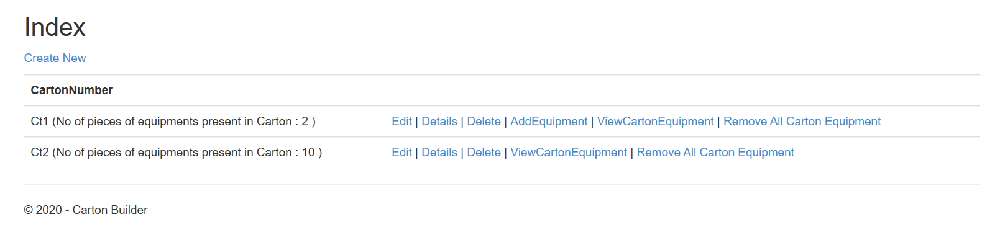 Index
Create New
CartonNumber
Ct1 (No of pieces of equipments present in Carton : 2 ) Edit | Details | Delete | AddEquipment | ViewCartonEquipment | Remove All Carton Equipment
Ct2 (No of pieces of equipments present in Carton : 10 ) Edit | Details | Delete | ViewCartonEquipment | Remove All Carton Equipment
© 2020 - Carton Builder